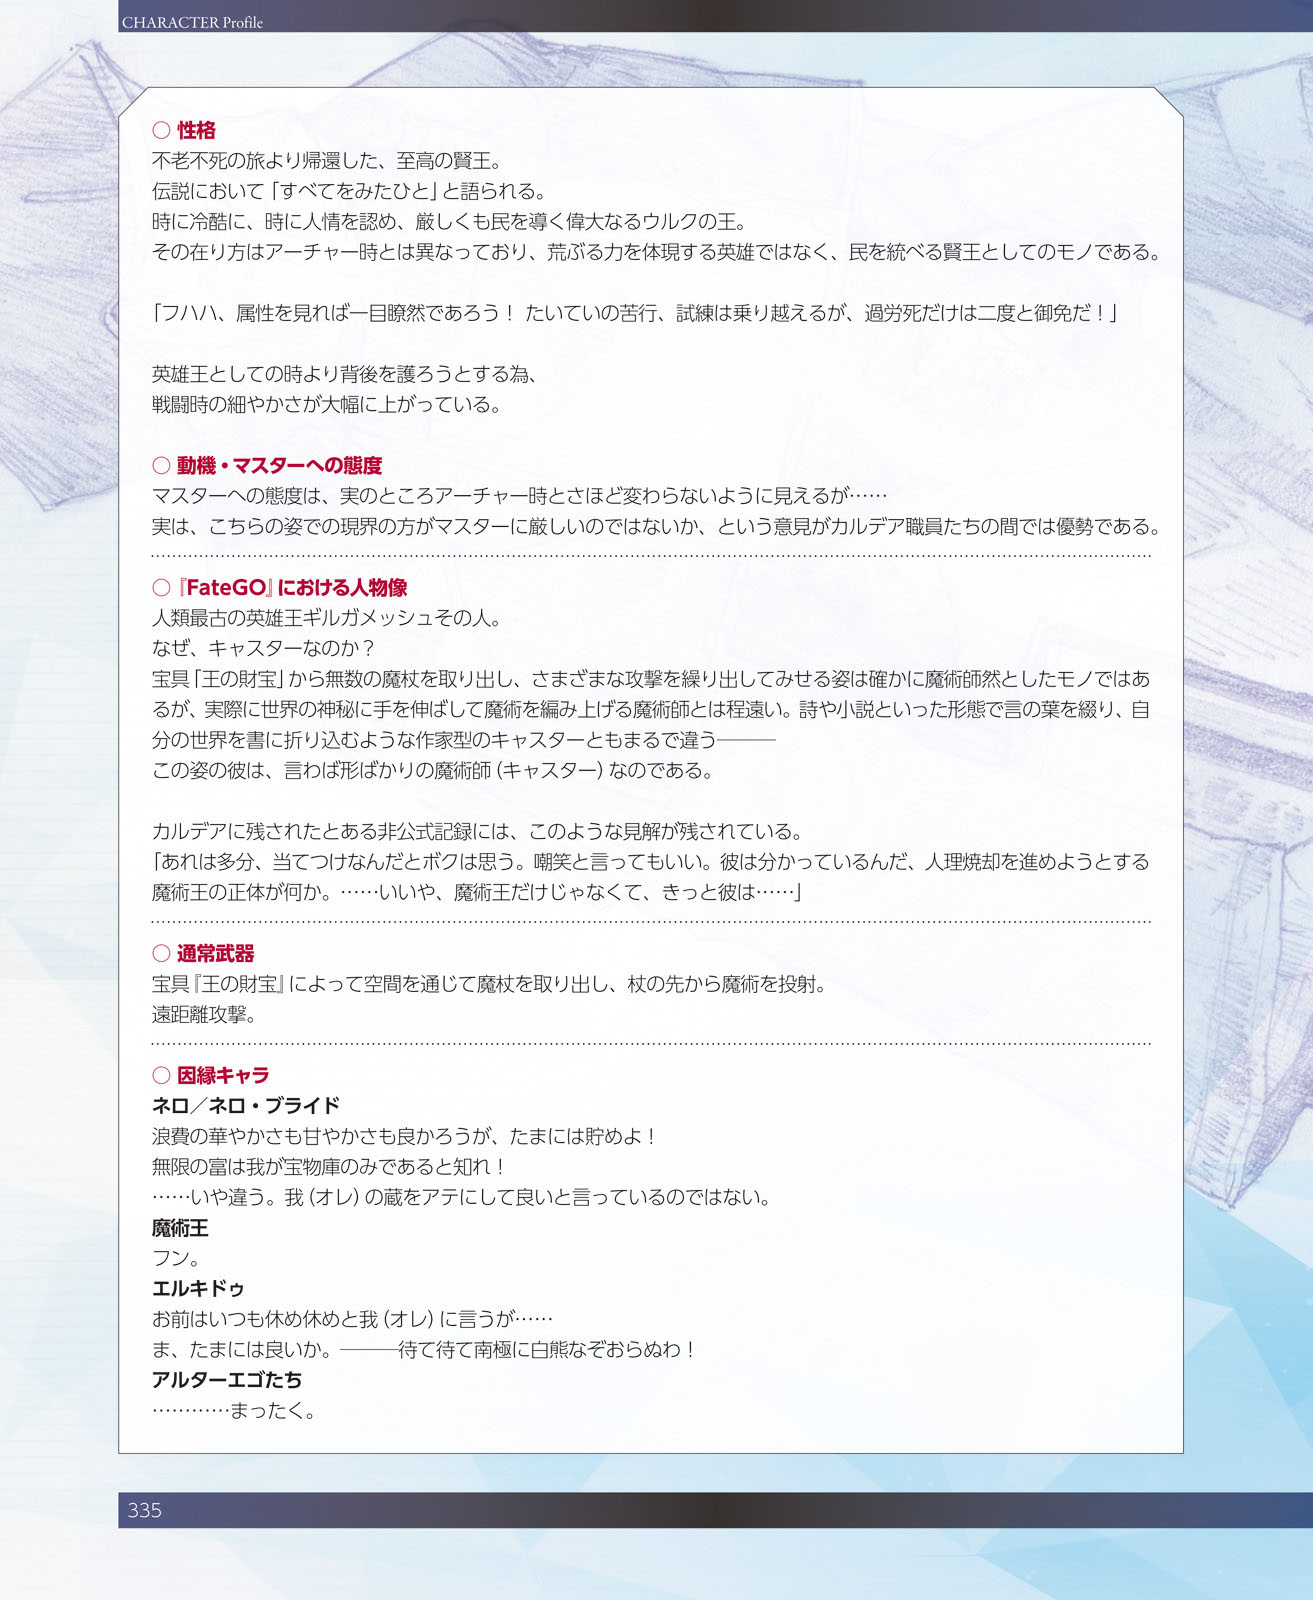 CHARACTER Profile
○ 性格
不老不死の旅より帰還した、至高の賢王。
伝説において「すべてをみたひと」と語られる。
時に冷酷に、時に人情を認め、厳しくも民を導く偉大なるウルクの王。
その在り方はアーチャー時とは異なっており、荒ぶる力を体現する英雄ではなく、民を統べる賢王としてのモノである。
「フハハ、属性を見れば一目瞭然であろう！ たいていの苦行、試練は乗り越えるが、過労死だけは二度と御免だ！」
英雄王としての時より背後を護ろうとする為、
戦闘時の細やかさが大幅に上がっている。
○ 動機・マスターへの態度
マスターへの態度は、実のところアーチャー時とさほど変わらないように見えるが……
実は、こちらの姿での現界の方がマスターに厳しいのではないか、という意見がカルデア職員たちの間では優勢である。
○『FateGO』における人物像
人類最古の英雄王ギルガメッシュその人。
なぜ、キャスターなのか？
宝具「王の財宝」から無数の魔杖を取り出し、さまざまな攻撃を繰り出してみせる姿は確かに魔術師然としたモノではあ
るが、実際に世界の神秘に手を伸ばして魔術を編み上げる魔術師とは程遠い。詩や小説といった形態で言の葉を綴り、自
分の世界を書に折り込むような作家型のキャスターともまるで違う———
この姿の彼は、言わば形ばかりの魔術師（キャスター）なのである。
カルデアに残されたとある非公式記録には、このような見解が残されている。
「あれは多分、当てつけなんだとボクは思う。嘲笑と言ってもいい。彼は分かっているんだ、人理焼却を進めようとする
魔術王の正体が何か。……いいや、魔術王だけじゃなくて、きっと彼は……」
○ 通常武器
宝具『王の財宝』によって空間を通じて魔杖を取り出し、杖の先から魔術を投射。
遠距離攻撃。
○ 因縁キャラ
ネロ／ネロ・ブライド
浪費の華やかさも甘やかさも良かろうが、たまには貯めよ！
無限の富は我が宝物庫のみであると知れ！
……いや違う。我（オレ）の蔵をアテにして良いと言っているのではない。
魔術王
フン。
エルキドゥ
お前はいつも休め休めと我（オレ）に言うが……
ま、たまには良いか。———待て待て南極に白熊なぞおらぬわ！
アルターエゴたち
…………まったく。
335